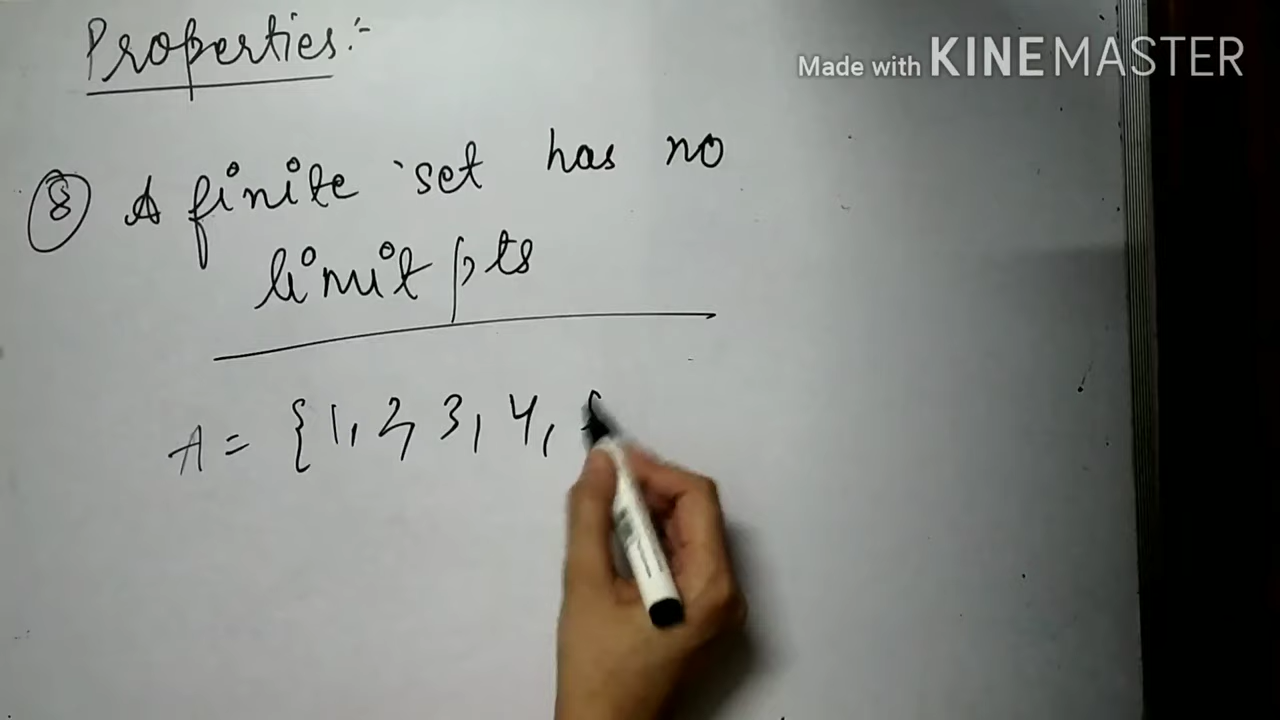 Properties:-
Made with KINEMASTER
⑧ A finite set has no
limit pts
A = {1, 2, 3, 4,